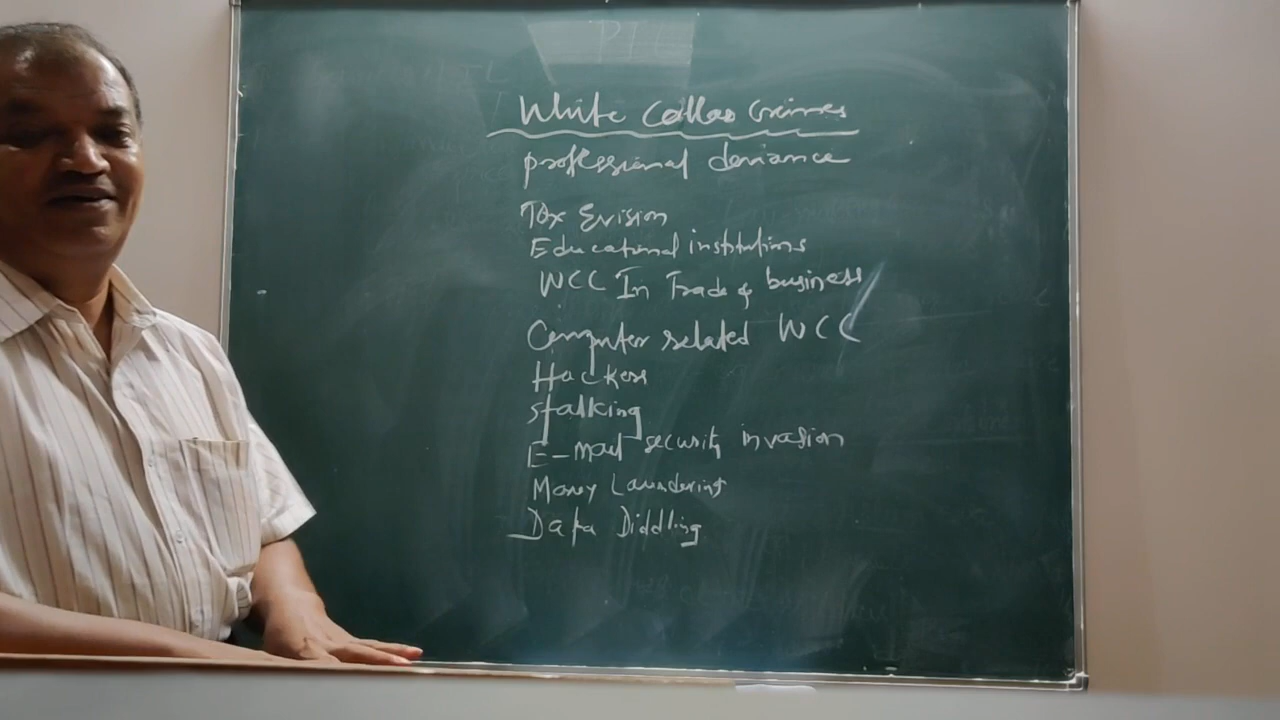 White Collar Crimes
professional deviance
Tax Evision
Educational institutions
WCC In Trade & business
Computer related WCC
Hackers
stalking
E-mail security invasion
Money Laundering
Data Diddling